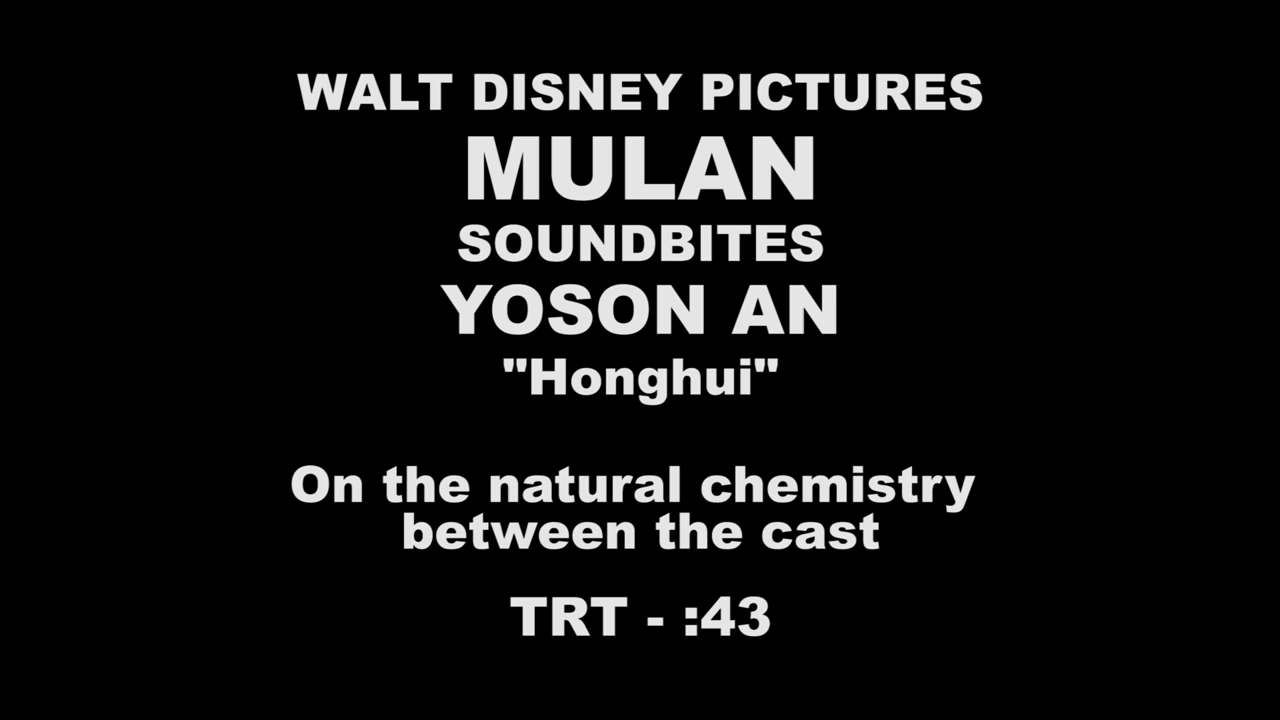 WALT DISNEY PICTURES
MULAN
SOUNDBITES
YOSON AN
"Honghui"
On the natural chemistry
between the cast
TRT - :43